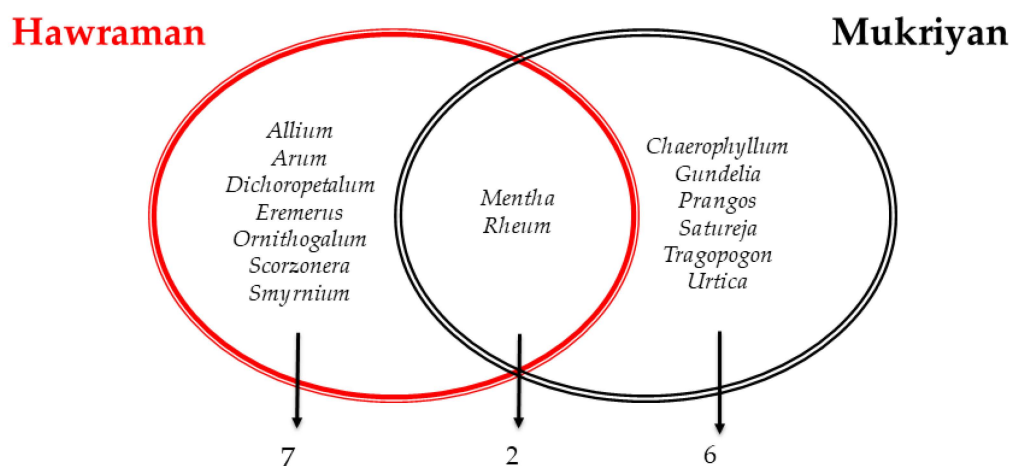 Hawraman
Mukriyan
Allium
Arum
Dichoropetalum
Eremerus
Ornithogalum
Scorzonera
Smyrnium
Mentha
Rheum
Chaerophyllum
Gundelia
Prangos
Satureja
Tragopogon
Urtica
7
2
6